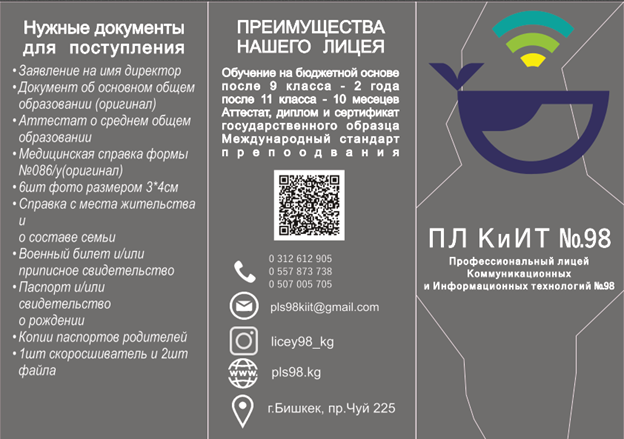 Нужные документы
для поступления
• Заявление на имя директор
• Документ об основном общем
образовании (оригинал)
• Аттестат о среднем общем
образовании
• Медицинская справка формы
№086/у(оригинал)
• 6шт фото размером 3*4см
• Справка с места жительства
и
о составе семьи
• Военный билет и/или
приписное свидетельство
• Паспорт и/или
свидетельство
о рождении
• Копии паспортов родителей
• 1шт скоросшиватель и 2шт
файла
ПРЕИМУЩЕСТВА
НАШЕГО ЛИЦЕЯ
Обучение на бюджетной основе
после 9 класса - 2 года
после 11 класса - 10 месецев
Аттестат, диплом и сертификат
государственного образца
Международный стандарт
препоодвания
0 312 612 905
0 557 873 738
0 507 005 705
pls98kiit@gmail.com
licey98_kg
www.
pls98.kg
г.Бишкек, пр.Чуй 225
ПЛ КиИТ №.98
Профессиональный лицей
Коммуникационных
и Информационных технологий №98